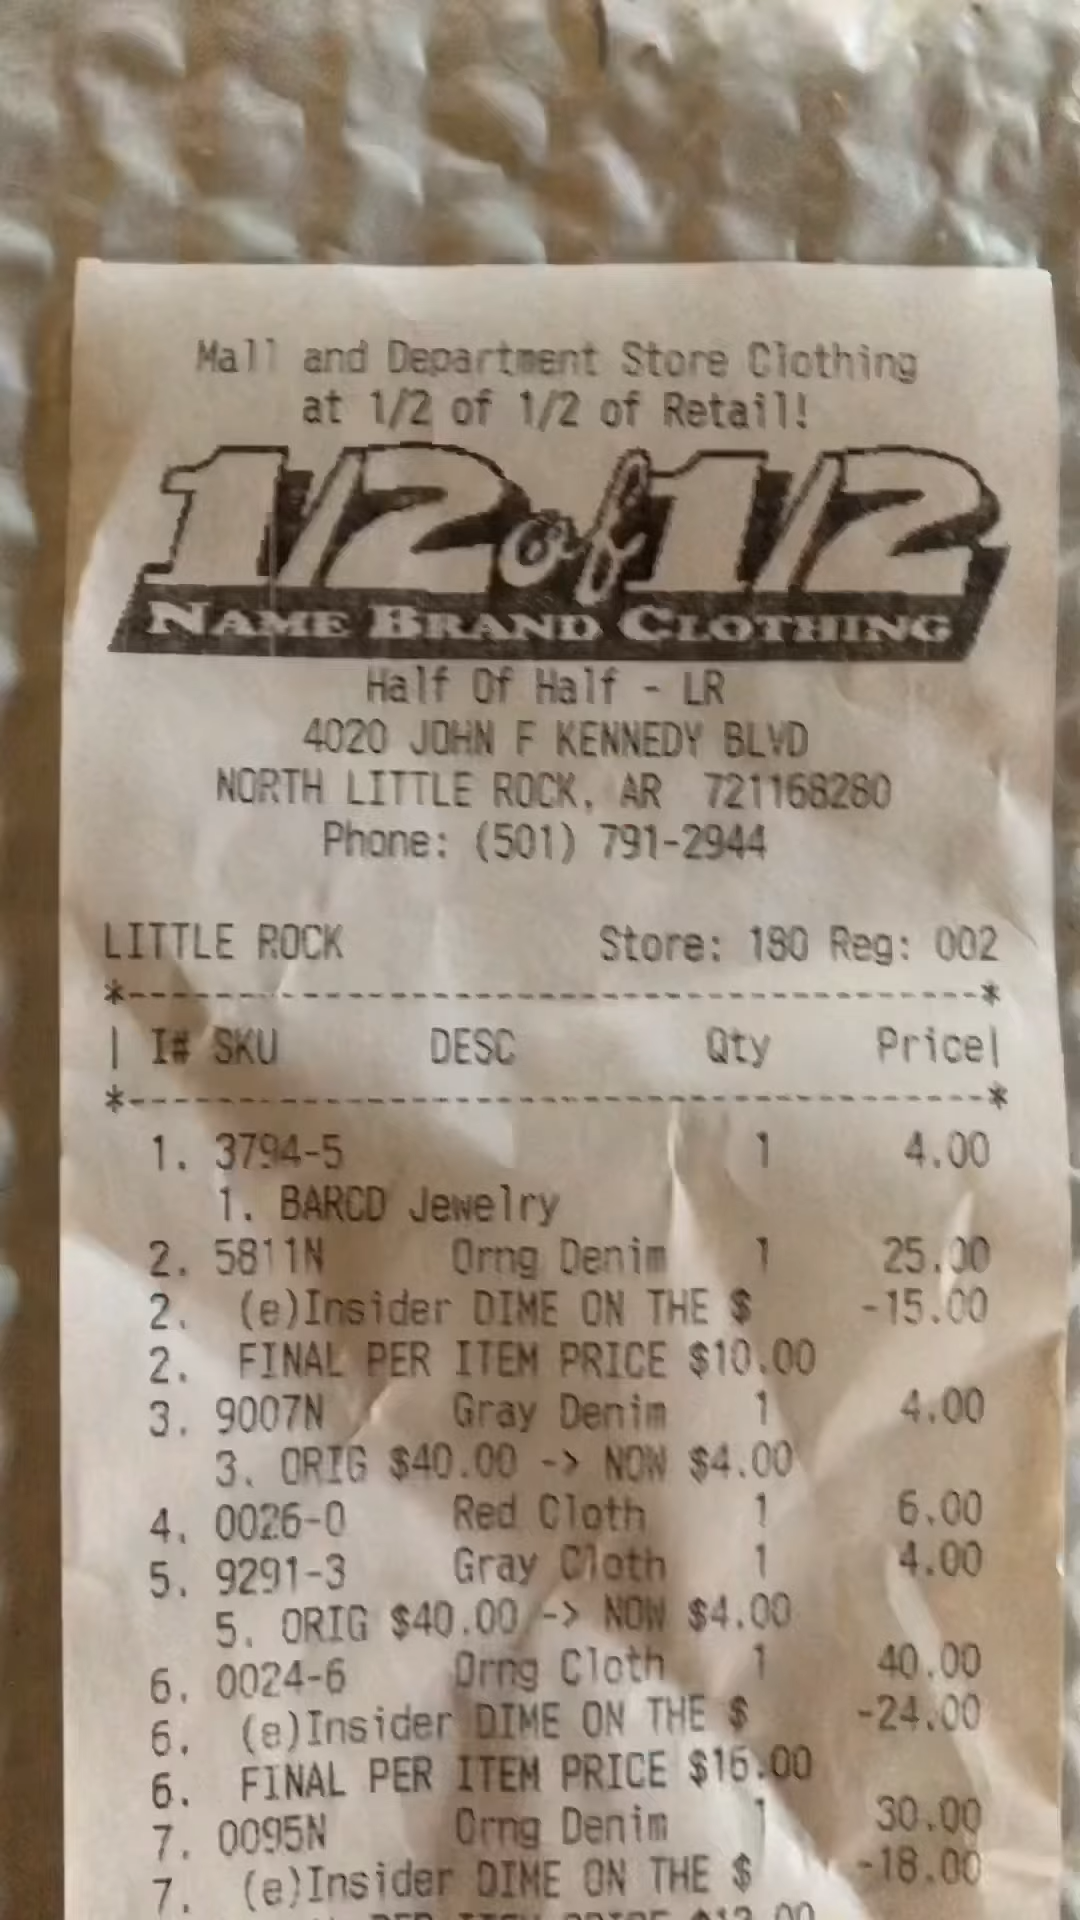 Mall and Department Store Clothing
at 1/2 of 1/2 of Retail!
1/2 of 1/2
NAME BRAND CLOTHING
Half Of Half - LR
4020 JOHN F KENNEDY BLVD
NORTH LITTLE ROCK, AR 721168280
Phone: (501) 791-2944
LITTLE ROCK Store: 180 Reg: 002
*----------------------------------------*
| I# SKU DESC Qty Price|
*----------------------------------------*
1. 3794-5 1 4.00
1. BARCD Jewelry
2. 5811N Orng Denim 1 25.00
2. (e)Insider DIME ON THE $ -15.00
2. FINAL PER ITEM PRICE $10.00
3. 9007N Gray Denim 1 4.00
3. ORIG $40.00 -> NOW $4.00
4. 0026-0 Red Cloth 1 6.00
5. 9291-3 Gray Cloth 1 4.00
5. ORIG $40.00 -> NOW $4.00
6. 0024-6 Orng Cloth 1 40.00
6. (e)Insider DIME ON THE $ -24.00
6. FINAL PER ITEM PRICE $16.00
7. 0095N Orng Denim 1 30.00
7. (e)Insider DIME ON THE $ -18.00
PER ITEM PRICE $12.00